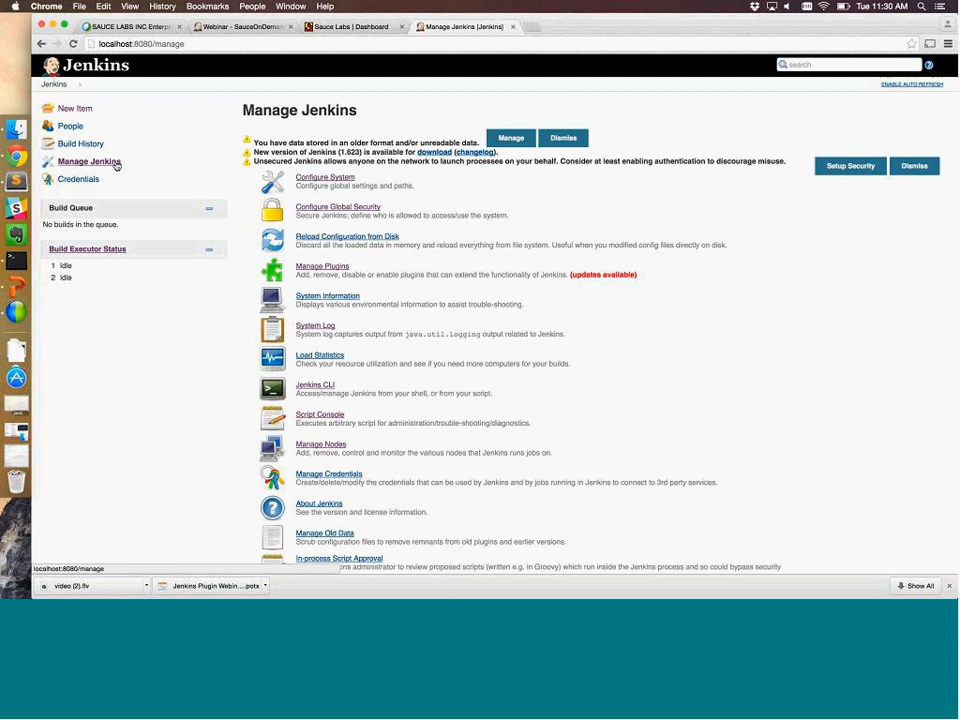 Chrome File Edit View History Bookmarks People Window Help Tue 11:30 AM
SAUCE LABS INC Enterp Webinar - SauceOnDeman Sauce Labs | Dashboard Manage Jenkins [Jenkins]
localhost:8080/manage
Jenkins search
Jenkins ENABLE AUTO REFRESH
New Item
People
Build History
Manage Jenkins
Credentials
Build Queue
No builds in the queue.
Build Executor Status
1 Idle
2 Idle
Manage Jenkins
You have data stored in an older format and/or unreadable data. Manage Dismiss
New version of Jenkins (1.623) is available for download (changelog).
Unsecured Jenkins allows anyone on the network to launch processes on your behalf. Consider at least enabling authentication to discourage misuse.
Setup Security Dismiss
Configure System
Configure global settings and paths.
Configure Global Security
Secure Jenkins; define who is allowed to access/use the system.
Reload Configuration from Disk
Discard all the loaded data in memory and reload everything from file system. Useful when you modified config files directly on disk.
Manage Plugins
Add, remove, disable or enable plugins that can extend the functionality of Jenkins. (updates available)
System Information
Displays various environmental information to assist trouble-shooting.
System Log
System log captures output from java.util.logging output related to Jenkins.
Load Statistics
Check your resource utilization and see if you need more computers for your builds.
Jenkins CLI
Access/manage Jenkins from your shell, or from your script.
Script Console
Executes arbitrary script for administration/trouble-shooting/diagnostics.
Manage Nodes
Add, remove, control and monitor the various nodes that Jenkins runs jobs on.
Manage Credentials
Create/delete/modify the credentials that can be used by Jenkins and by jobs running in Jenkins to connect to 3rd party services.
About Jenkins
See the version and license information.
Manage Old Data
Scrub configuration files to remove remnants from old plugins and earlier versions.
In-process Script Approval
ons administrator to review proposed scripts (written e.g. in Groovy) which run inside the Jenkins process and so could bypass security
localhost:8080/manage
video (2).flv Jenkins Plugin Webin....potx Show All